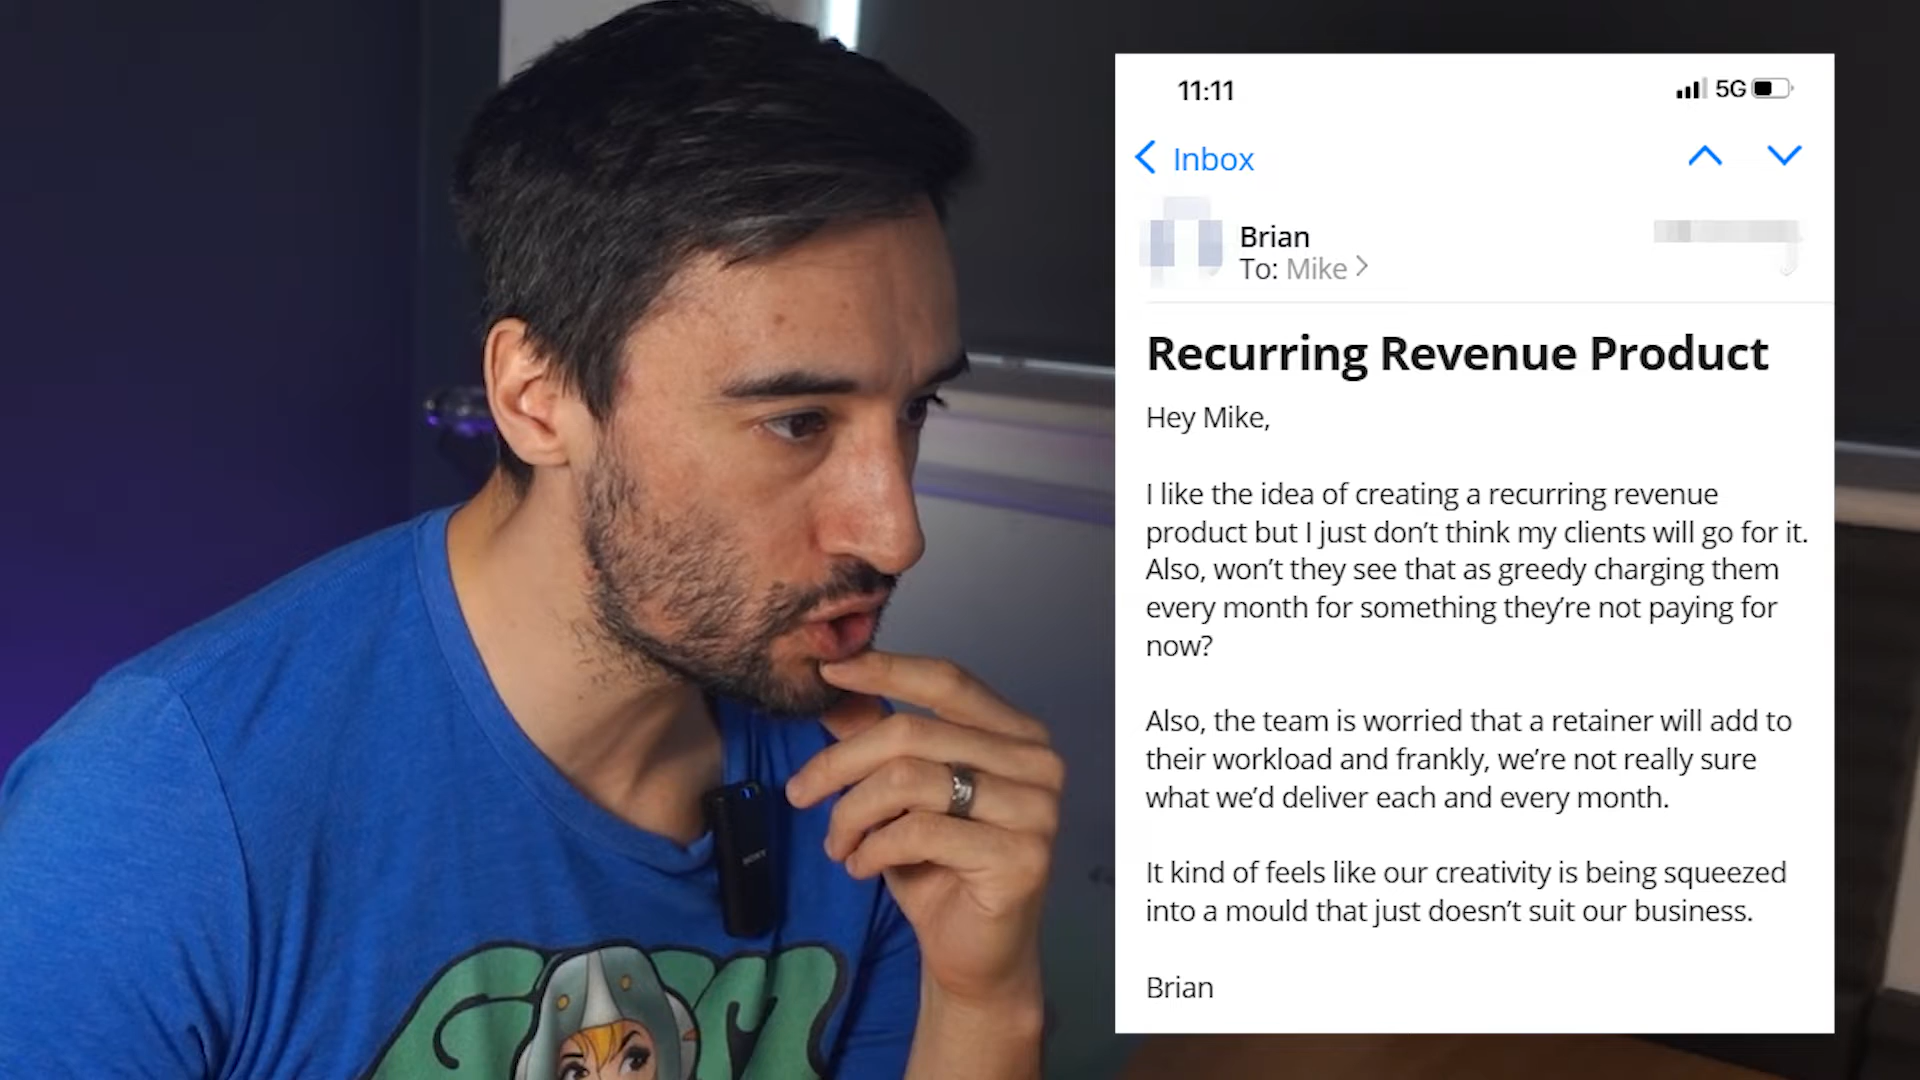 11:11
5G
Inbox
Brian
To: Mike
Recurring Revenue Product
Hey Mike,
I like the idea of creating a recurring revenue
product but I just don’t think my clients will go for it.
Also, won’t they see that as greedy charging them
every month for something they’re not paying for
now?
Also, the team is worried that a retainer will add to
their workload and frankly, we’re not really sure
what we’d deliver each and every month.
It kind of feels like our creativity is being squeezed
into a mould that just doesn’t suit our business.
Brian
SONY